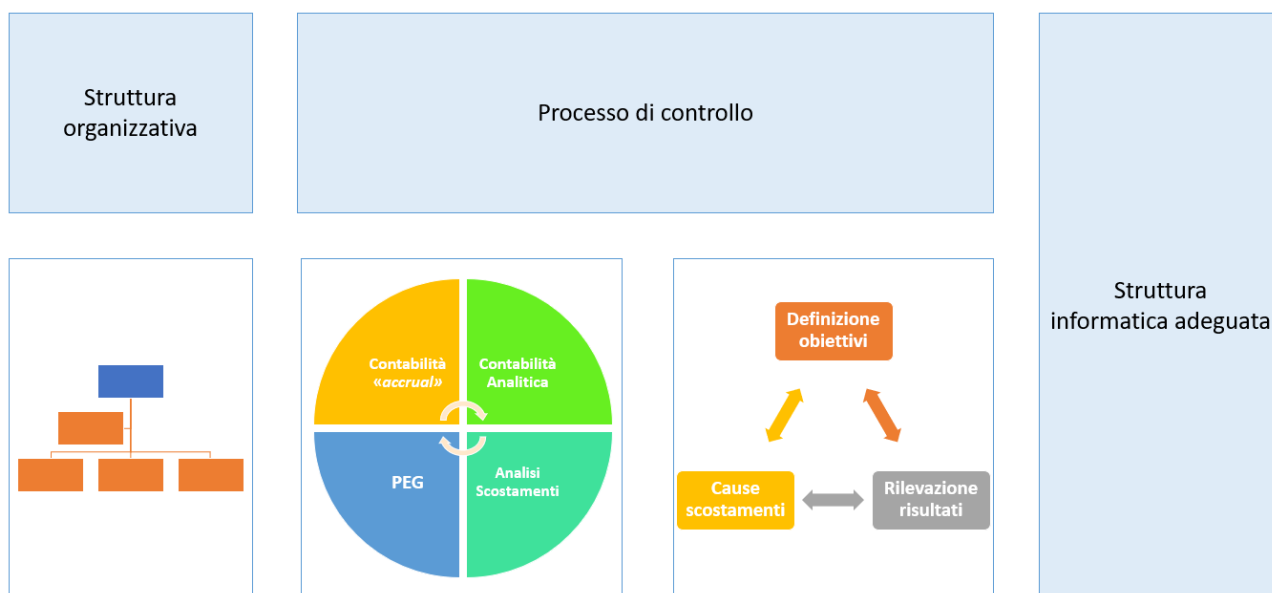 Struttura
organizzativa
Processo di controllo
Struttura
informatica adeguata
Contabilità
«accrual»
Contabilità
Analitica
PEG
Analisi
Scostamenti
Definizione
obiettivi
Cause
scostamenti
Rilevazione
risultati